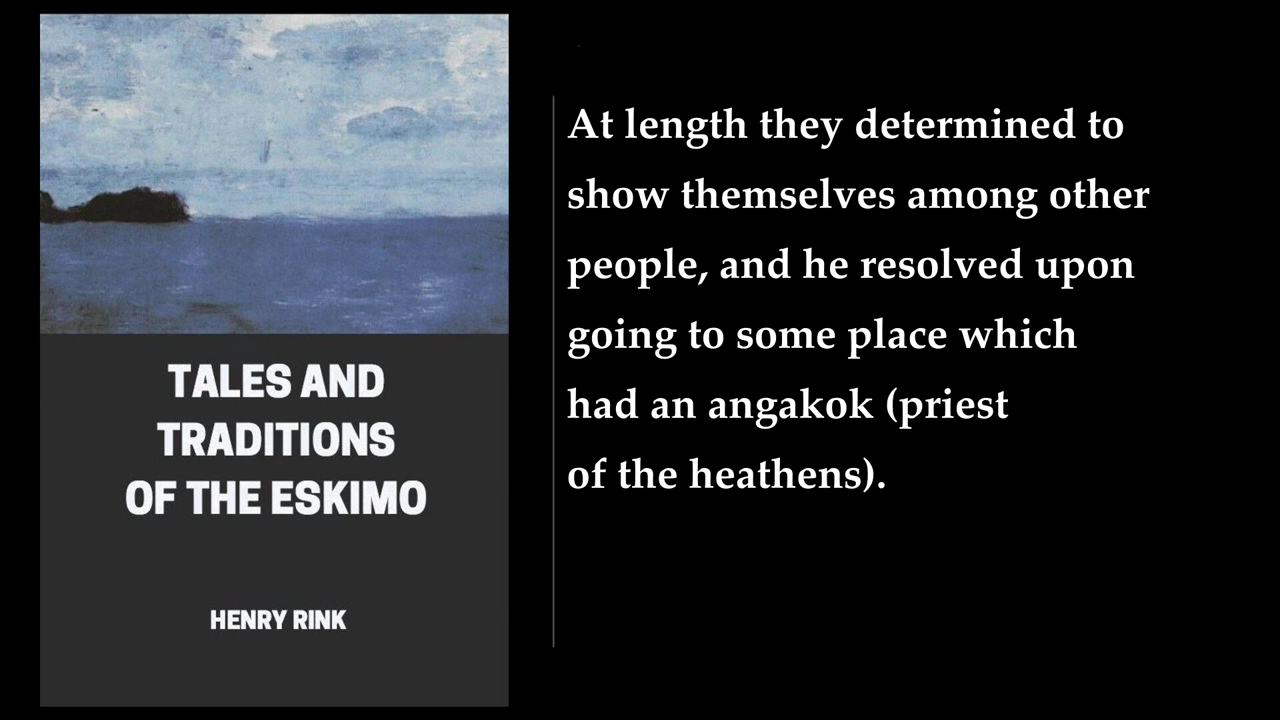 TALES AND
TRADITIONS
OF THE ESKIMO
HENRY RINK
At length they determined to
show themselves among other
people, and he resolved upon
going to some place which
had an angakok (priest
of the heathens).